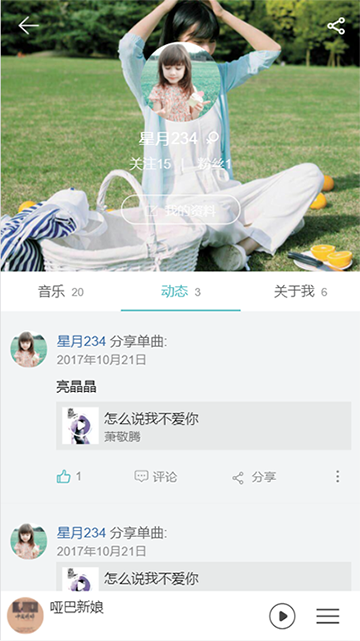 星月234
关注15 | 粉丝1
我的资料
音乐 20
动态 3
关于我 6
星月234 分享单曲:
2017年10月21日
亮晶晶
怎么说我不爱你
萧敬腾
1
评论
分享
星月234 分享单曲:
2017年10月21日
怎么说我不爱你
哑巴新娘